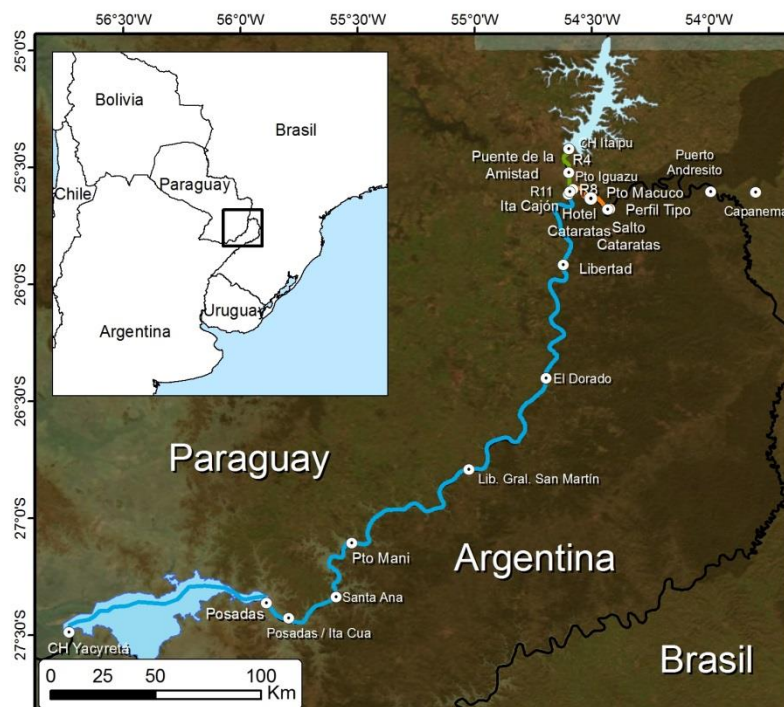 56°30'W
56°0'W
55°30'W
55°0'W
54°30'W
54°0'W
25°0'S
25°30'S
26°0'S
26°30'S
27°0'S
27°30'S
Bolivia
Brasil
Paraguay
Chile
Argentina
Uruguay
CH Itaipu
R4
Puente de la
Amistad
Pto Iguazu
R8
R11
Ita Cajón
Pto Macuco
Hotel
Cataratas
Perfil Tipo
Salto
Cataratas
Puerto
Andresito
Capanema
Libertad
El Dorado
Paraguay
Lib. Gral. San Martín
Pto Mani
Argentina
Santa Ana
Posadas
Posadas / Ita Cua
CH Yacyretá
Brasil
0 25 50 100
Km